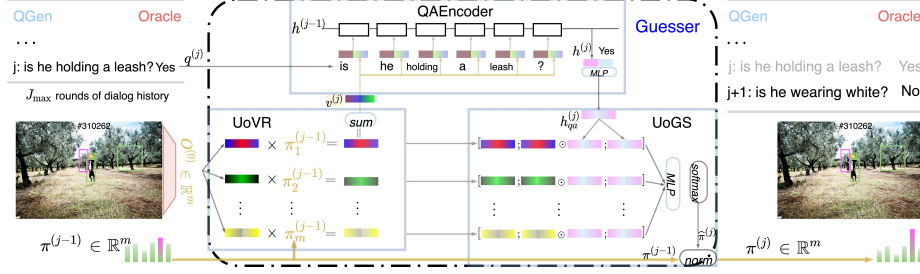 QGen Oracle
...
j: is he holding a leash? Yes
J_max rounds of dialog history
#310262
O^(0) ∈ ℝ^m
π^(j−1) ∈ ℝ^m
q^(j)
QAEncoder
Guesser
h^(j−1)
h^(j) Yes
is he holding a leash ?
MLP
v^(j)
UoVR
sum
× π_1^(j−1) =
× π_2^(j−1) =
⋮ ⋮ ⋮
× π_m^(j−1) =
h_qa^(j)
UoGS
[ ; ⊙ ; ]
[ ; ⊙ ; ]
⋮ ⋮
[ ; ⊙ ; ]
MLP
softmax
π̂^(j)
π^(j−1)
norm
QGen Oracle
...
j: is he holding a leash? Yes
j+1: is he wearing white? No
#310262
π^(j) ∈ ℝ^m